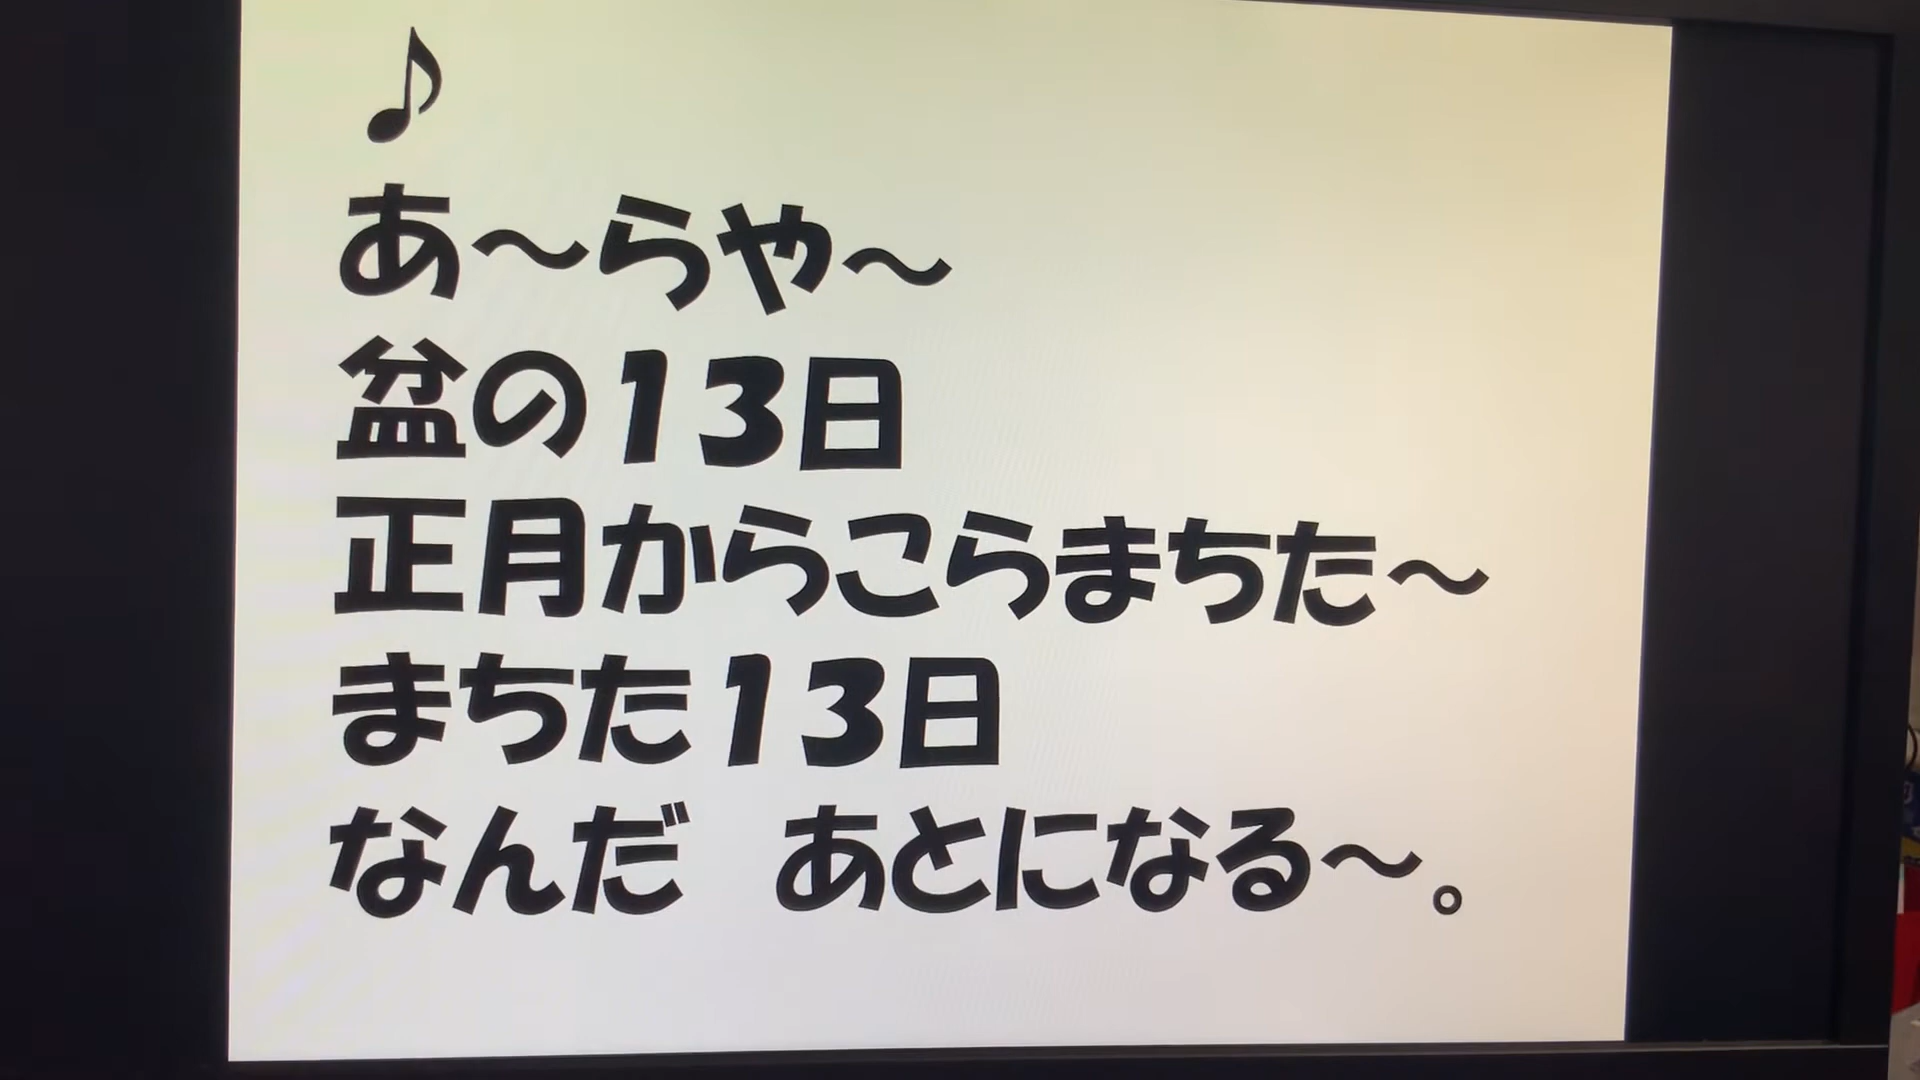 ♪
あ～らや～
盆の１３日
正月からこらまちた～
まちた１３日
なんだ　あとになる～。